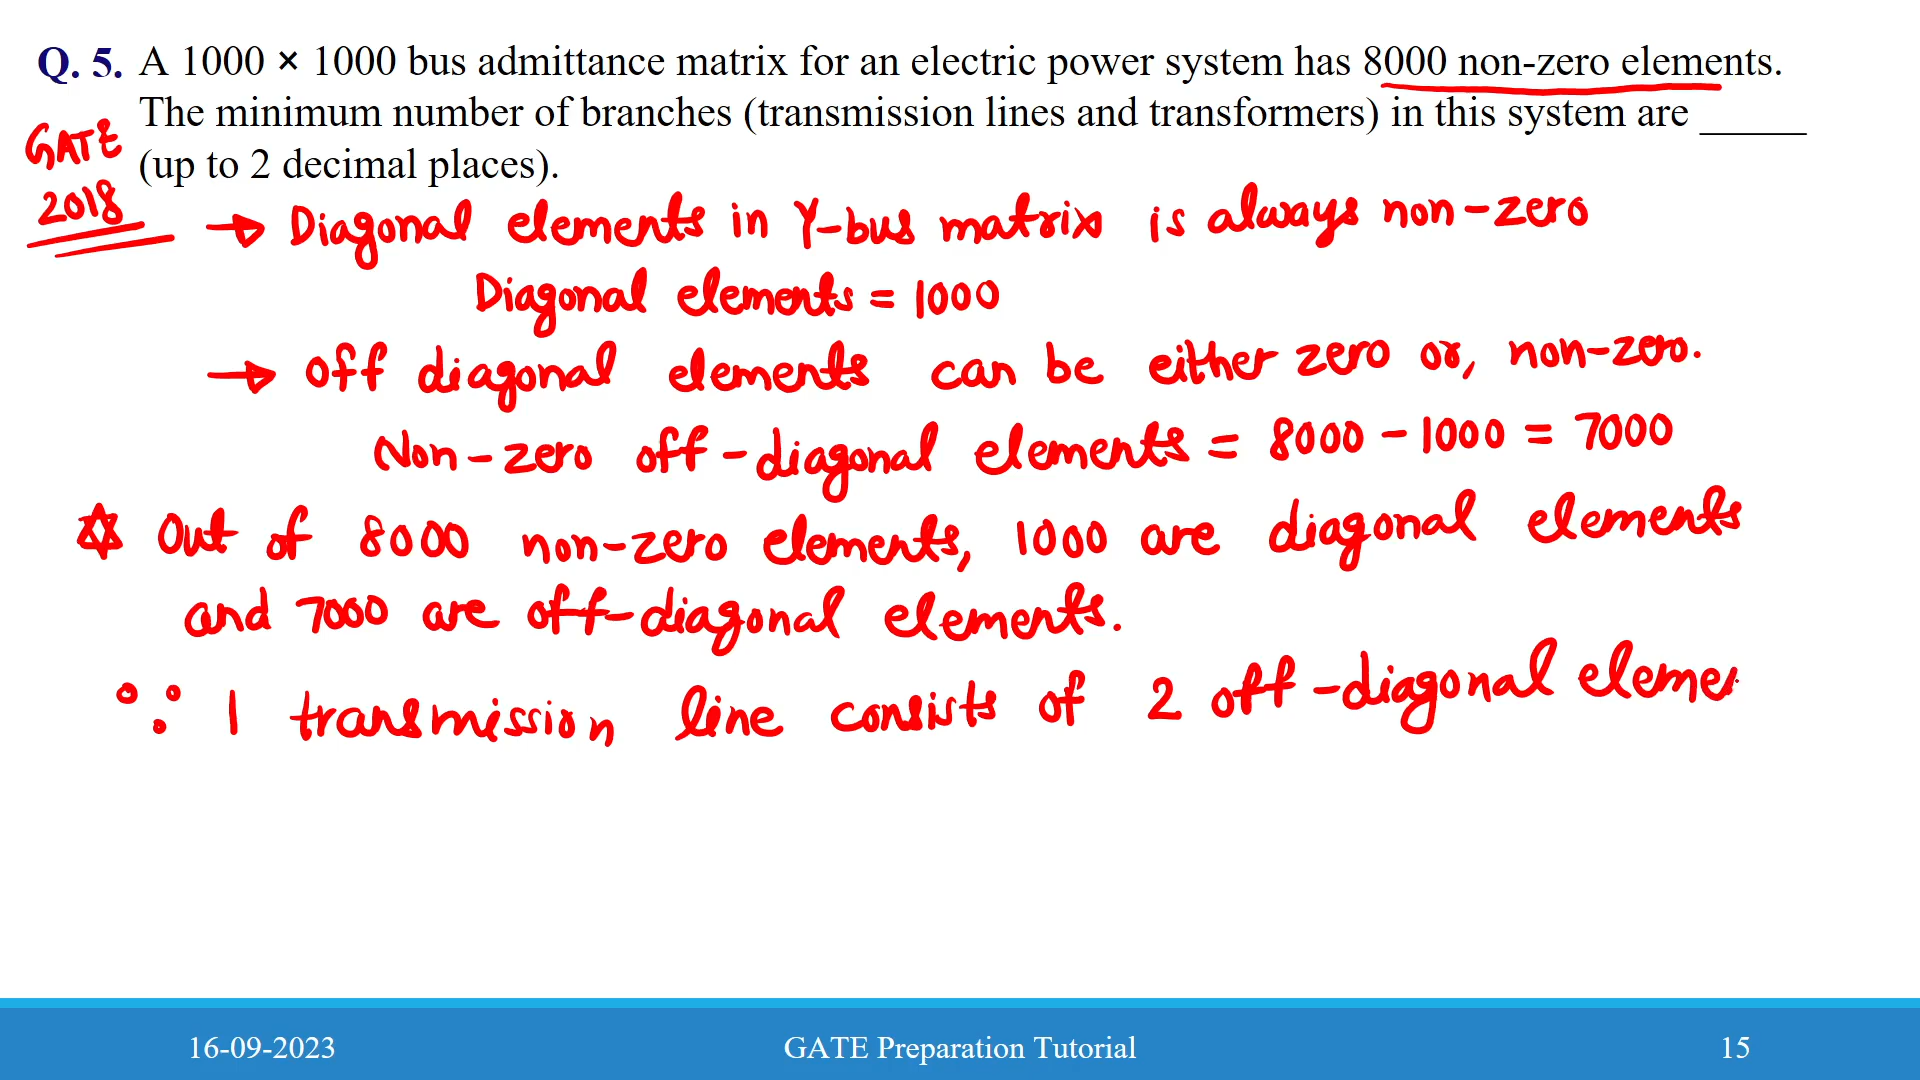 Q. 5. A 1000 × 1000 bus admittance matrix for an electric power system has 8000 non-zero elements.
The minimum number of branches (transmission lines and transformers) in this system are _____
(up to 2 decimal places).
GATE
2018
→ Diagonal elements in Y-bus matrix is always non-zero
Diagonal elements = 1000
→ off diagonal elements can be either zero or, non-zero.
Non-zero off-diagonal elements = 8000 - 1000 = 7000
✡ Out of 8000 non-zero elements, 1000 are diagonal elements
and 7000 are off-diagonal elements.
∵ 1 transmission line consists of 2 off-diagonal eleme
16-09-2023
GATE Preparation Tutorial
15